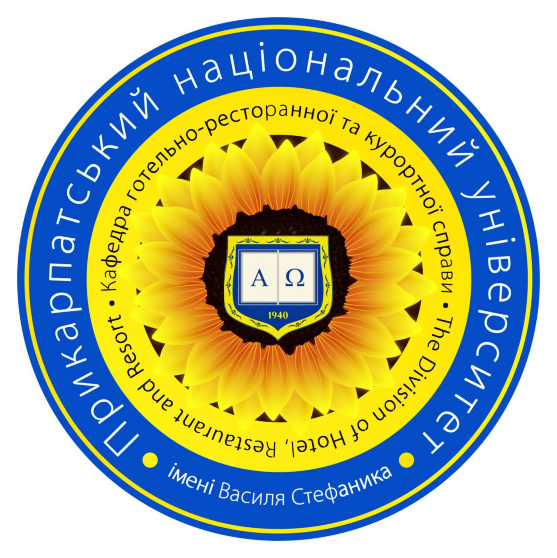 Прикарпатський національний університет
імені Василя Стефаника
Кафедра готельно-ресторанної та курортної справи • The Division of Hotel, Restaurant and Resort •
Α Ω
1940